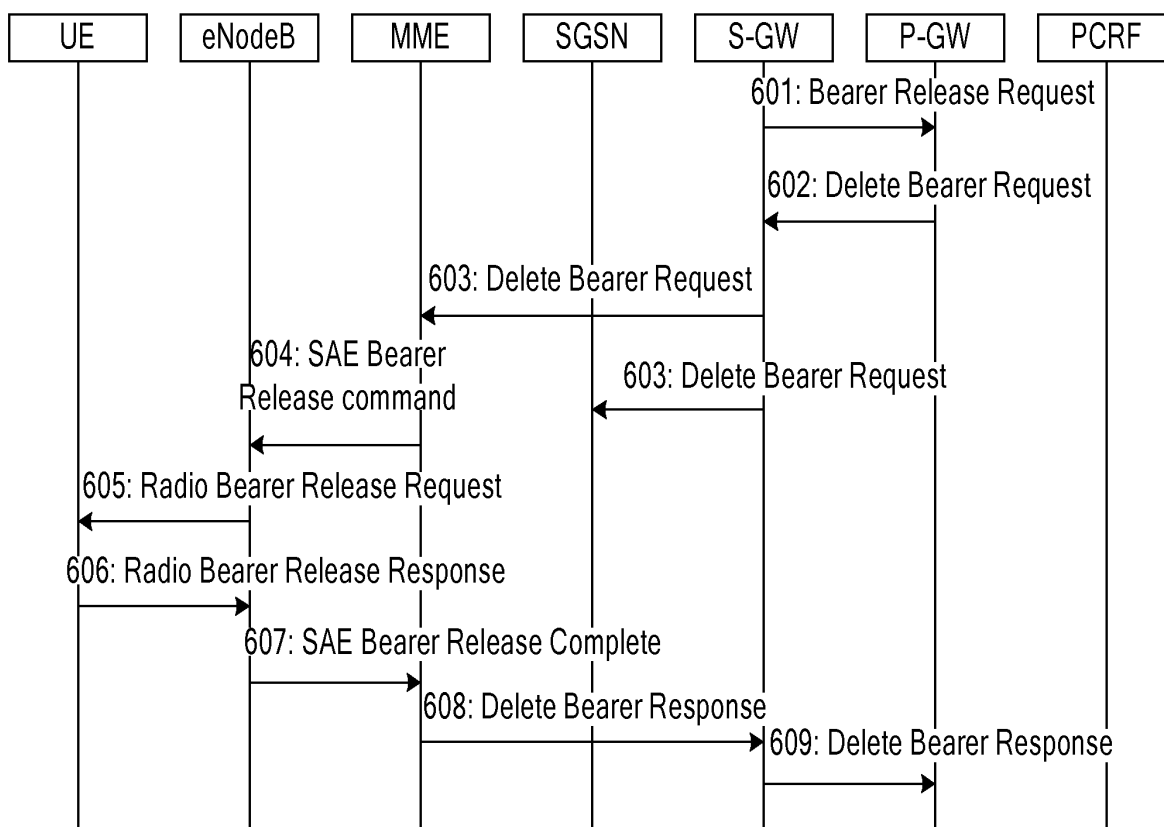 UE
eNodeB
MME
SGSN
S-GW
P-GW
PCRF
601: Bearer Release Request
602: Delete Bearer Request
603: Delete Bearer Request
604: SAE Bearer
Release command
603: Delete Bearer Request
605: Radio Bearer Release Request
606: Radio Bearer Release Response
607: SAE Bearer Release Complete
608: Delete Bearer Response
609: Delete Bearer Response